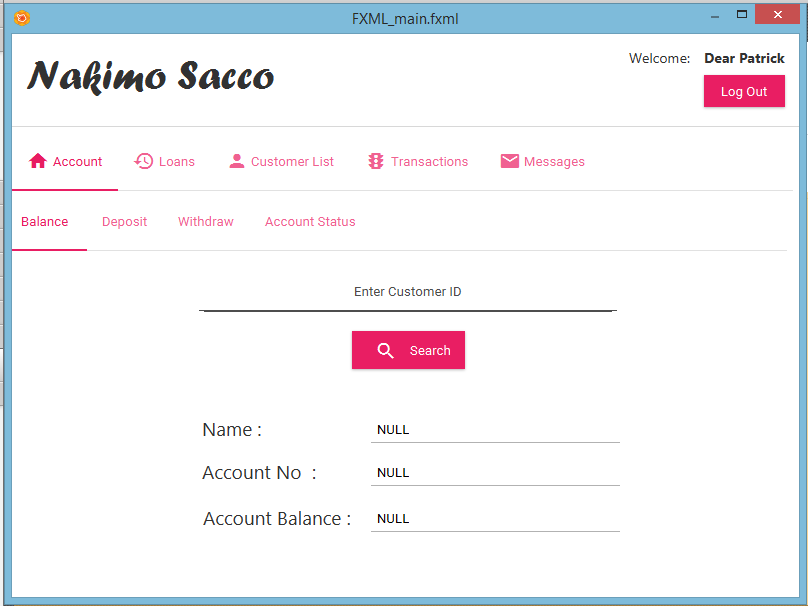 FXML_main.fxml
Nakimo Sacco
Welcome: Dear Patrick
Log Out
Account Loans Customer List Transactions Messages
Balance Deposit Withdraw Account Status
Enter Customer ID
Search
Name : NULL
Account No : NULL
Account Balance : NULL